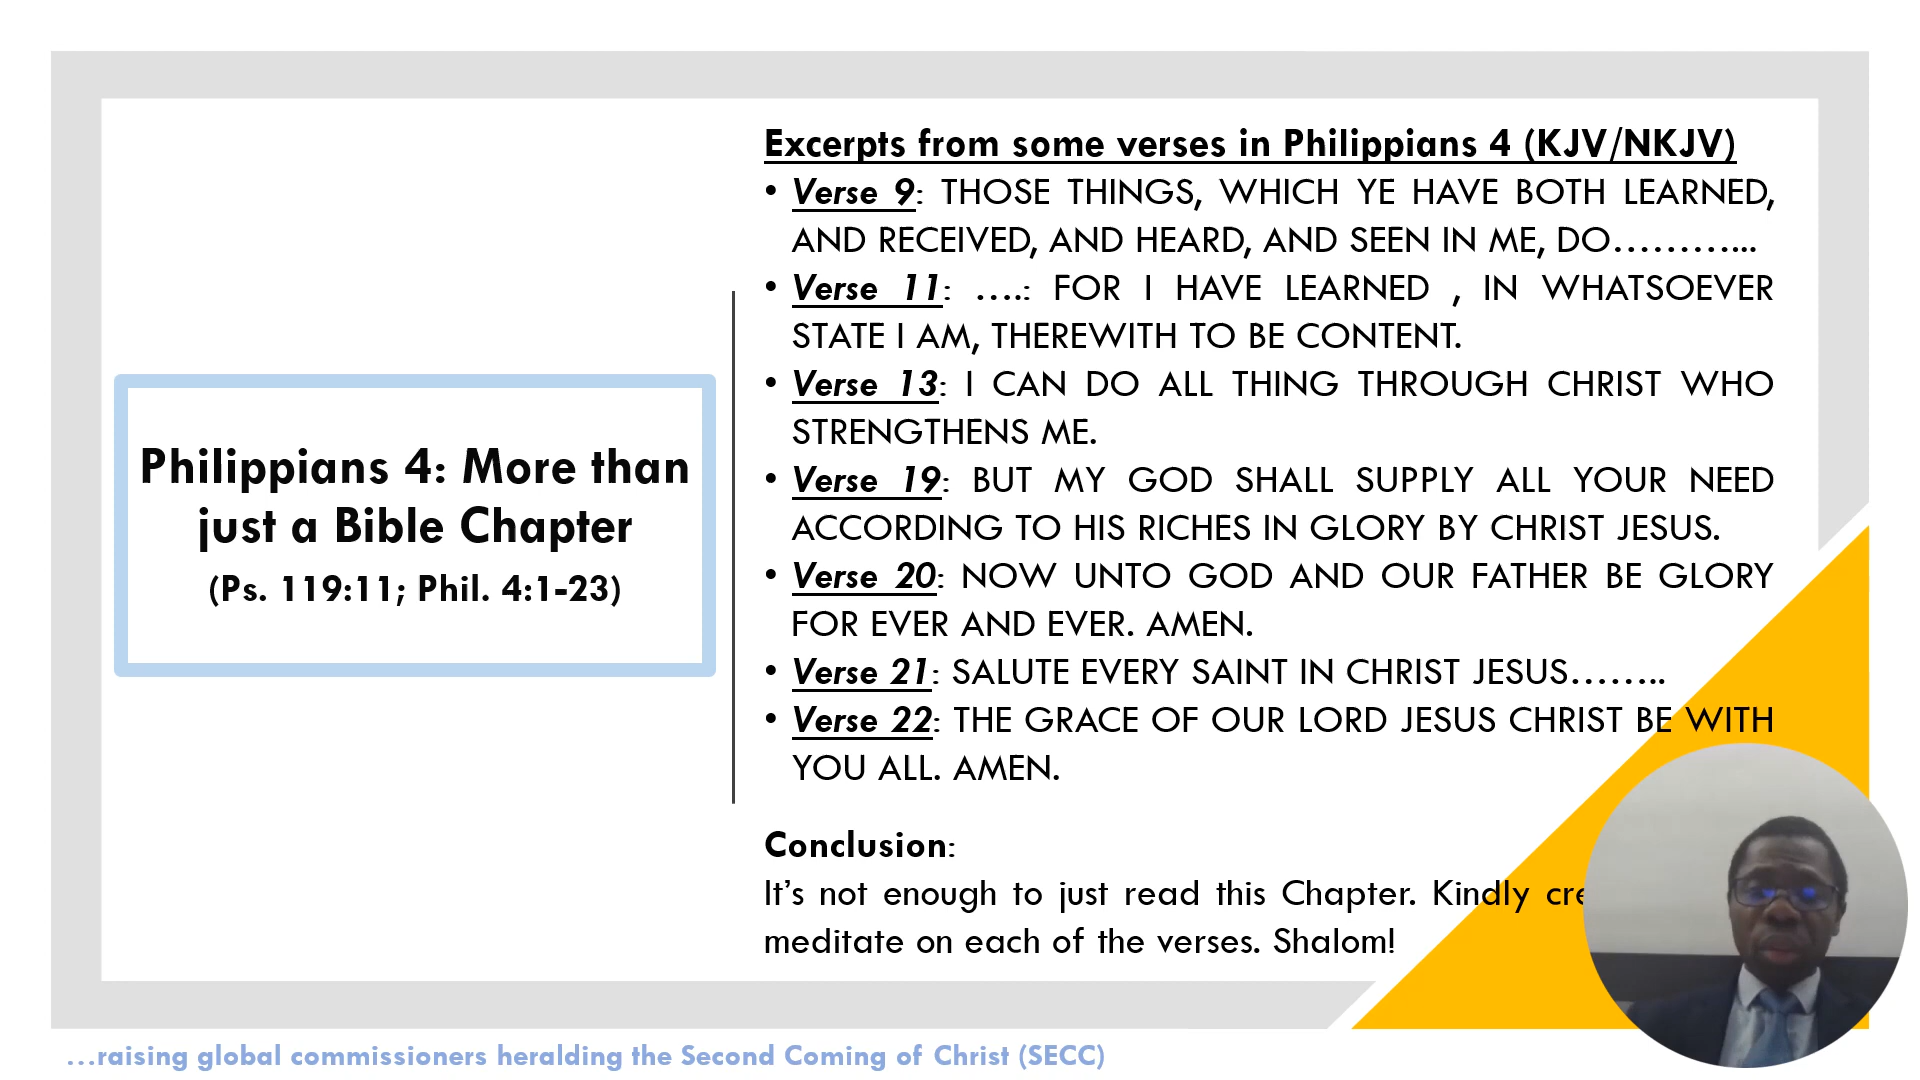 Philippians 4: More than
just a Bible Chapter
(Ps. 119:11; Phil. 4:1-23)
Excerpts from some verses in Philippians 4 (KJV/NKJV)
• Verse 9: THOSE THINGS, WHICH YE HAVE BOTH LEARNED,
AND RECEIVED, AND HEARD, AND SEEN IN ME, DO………...
• Verse 11: ….: FOR I HAVE LEARNED , IN WHATSOEVER
STATE I AM, THEREWITH TO BE CONTENT.
• Verse 13: I CAN DO ALL THING THROUGH CHRIST WHO
STRENGTHENS ME.
• Verse 19: BUT MY GOD SHALL SUPPLY ALL YOUR NEED
ACCORDING TO HIS RICHES IN GLORY BY CHRIST JESUS.
• Verse 20: NOW UNTO GOD AND OUR FATHER BE GLORY
FOR EVER AND EVER. AMEN.
• Verse 21: SALUTE EVERY SAINT IN CHRIST JESUS……..
• Verse 22: THE GRACE OF OUR LORD JESUS CHRIST BE WITH
YOU ALL. AMEN.
Conclusion:
It’s not enough to just read this Chapter. Kindly
meditate on each of the verses. Shalom!
…raising global commissioners heralding the Second Coming of Christ (SECC)